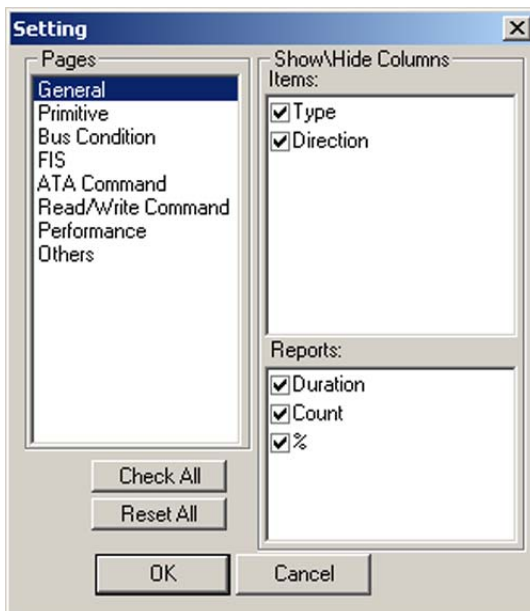 Setting
Pages
General
Primitive
Bus Condition
FIS
ATA Command
Read/Write Command
Performance
Others
Check All
Reset All
Show\Hide Columns
Items:
Type
Direction
Reports:
Duration
Count
%
OK
Cancel